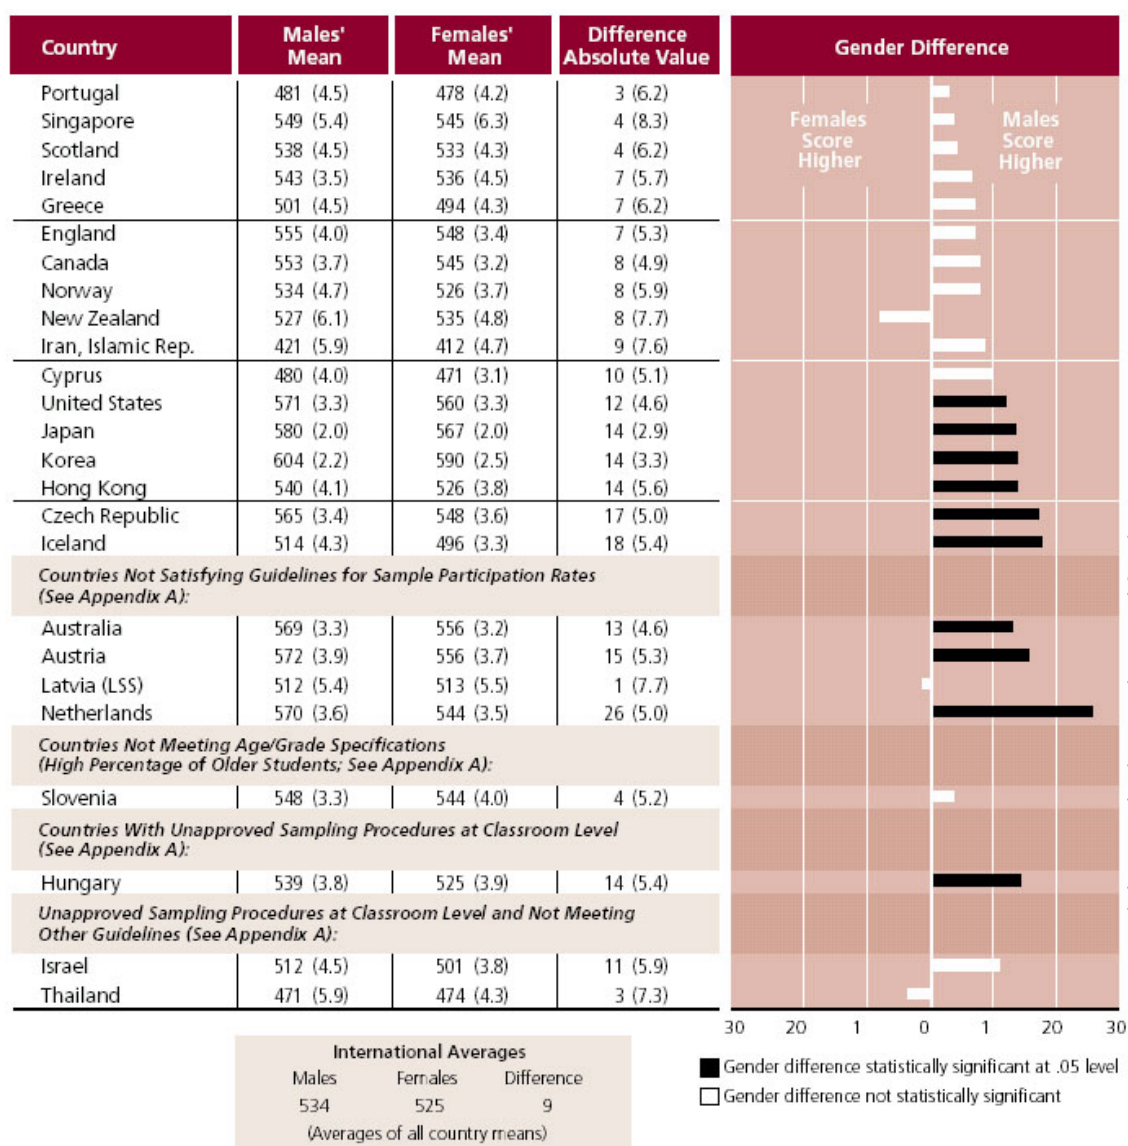 Country Males' Mean Females' Mean Difference Absolute Value Gender Difference
Portugal 481 (4.5) 478 (4.2) 3 (6.2)
Singapore 549 (5.4) 545 (6.3) 4 (8.3)
Scotland 538 (4.5) 533 (4.3) 4 (6.2)
Ireland 543 (3.5) 536 (4.5) 7 (5.7)
Greece 501 (4.5) 494 (4.3) 7 (6.2)
England 555 (4.0) 548 (3.4) 7 (5.3)
Canada 553 (3.7) 545 (3.2) 8 (4.9)
Norway 534 (4.7) 526 (3.7) 8 (5.9)
New Zealand 527 (6.1) 535 (4.8) 8 (7.7)
Iran, Islamic Rep. 421 (5.9) 412 (4.7) 9 (7.6)
Cyprus 480 (4.0) 471 (3.1) 10 (5.1)
United States 571 (3.3) 560 (3.3) 12 (4.6)
Japan 580 (2.0) 567 (2.0) 14 (2.9)
Korea 604 (2.2) 590 (2.5) 14 (3.3)
Hong Kong 540 (4.1) 526 (3.8) 14 (5.6)
Czech Republic 565 (3.4) 548 (3.6) 17 (5.0)
Iceland 514 (4.3) 496 (3.3) 18 (5.4)
Countries Not Satisfying Guidelines for Sample Participation Rates
(See Appendix A):
Australia 569 (3.3) 556 (3.2) 13 (4.6)
Austria 572 (3.9) 556 (3.7) 15 (5.3)
Latvia (LSS) 512 (5.4) 513 (5.5) 1 (7.7)
Netherlands 570 (3.6) 544 (3.5) 26 (5.0)
Countries Not Meeting Age/Grade Specifications
(High Percentage of Older Students; See Appendix A):
Slovenia 548 (3.3) 544 (4.0) 4 (5.2)
Countries With Unapproved Sampling Procedures at Classroom Level
(See Appendix A):
Hungary 539 (3.8) 525 (3.9) 14 (5.4)
Unapproved Sampling Procedures at Classroom Level and Not Meeting
Other Guidelines (See Appendix A):
Israel 512 (4.5) 501 (3.8) 11 (5.9)
Thailand 471 (5.9) 474 (4.3) 3 (7.3)
Females
Score
Higher
Males
Score
Higher
30 20 1 0 1 20 30
International Averages
Males Females Difference
534 525 9
(Averages of all country means)
Gender difference statistically significant at .05 level
Gender difference not statistically significant